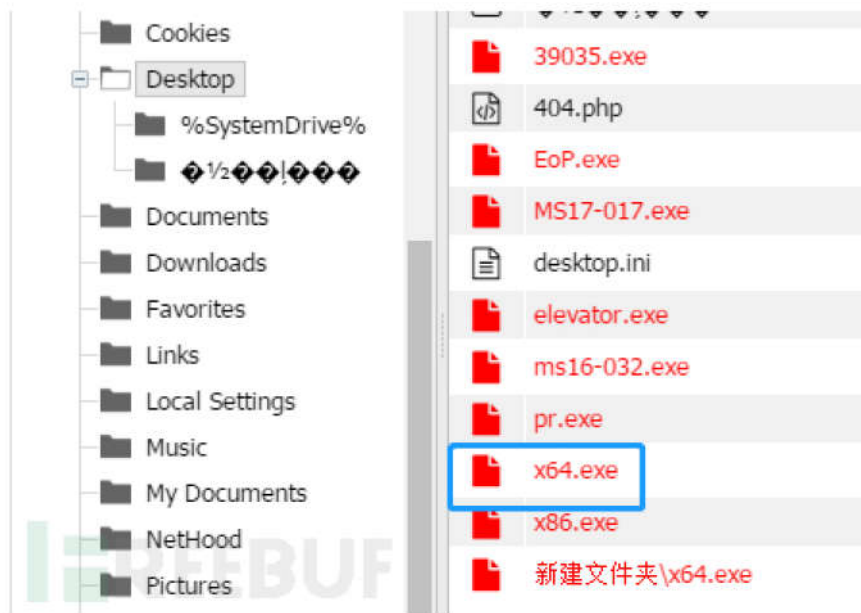 Cookies
Desktop
%SystemDrive%
�½��ļ���
Documents
Downloads
Favorites
Links
Local Settings
Music
My Documents
NetHood
Pictures
39035.exe
404.php
EoP.exe
MS17-017.exe
desktop.ini
elevator.exe
ms16-032.exe
pr.exe
x64.exe
x86.exe
新建文件夹\x64.exe
FREEBUF